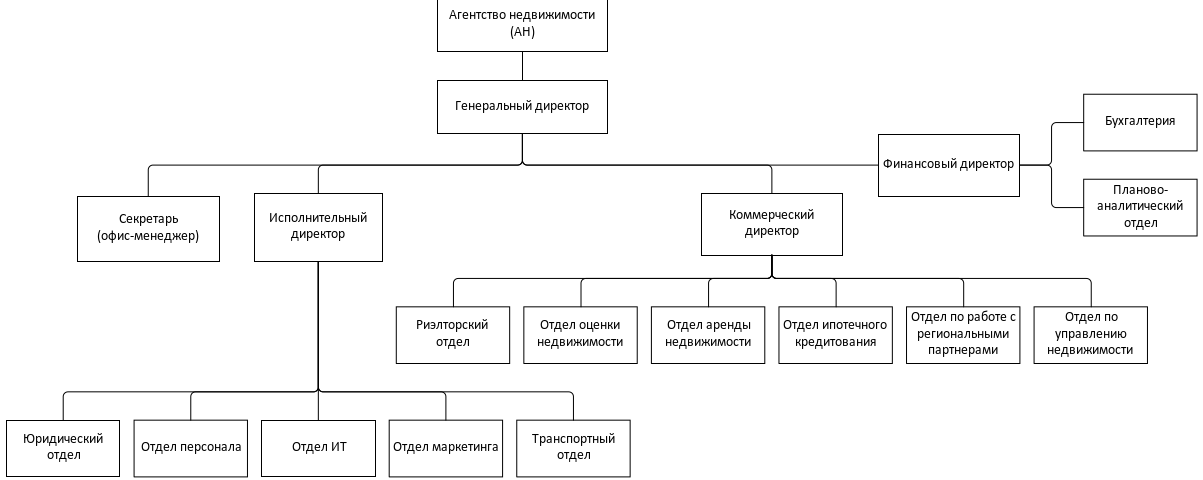 Агентство недвижимости
(АН)
Генеральный директор
Бухгалтерия
Финансовый директор
Планово-
аналитический
отдел
Секретарь
(офис-менеджер)
Исполнительный
директор
Коммерческий
директор
Риэлторский
отдел
Отдел оценки
недвижимости
Отдел аренды
недвижимости
Отдел ипотечного
кредитования
Отдел по работе с
региональными
партнерами
Отдел по
управлению
недвижимости
Юридический
отдел
Отдел персонала
Отдел ИТ
Отдел маркетинга
Транспортный
отдел